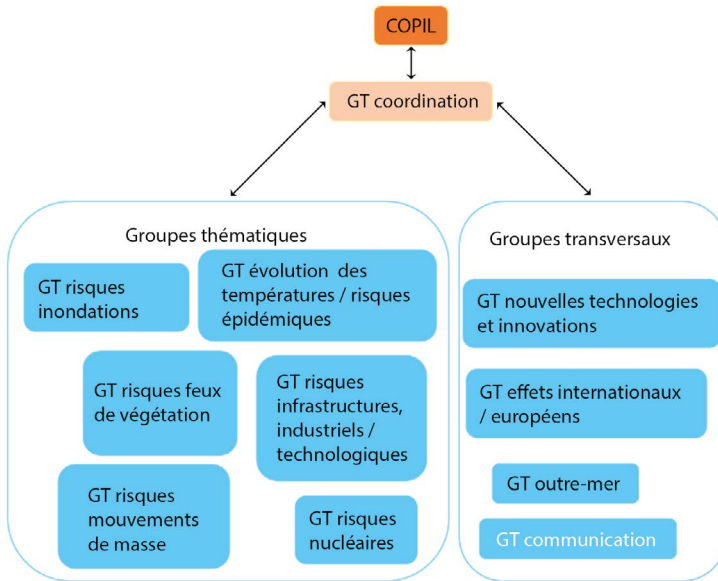 COPIL
GT coordination
Groupes thématiques
GT risques
inondations
GT évolution des
températures / risques
épidémiques
GT risques feux
de végétation
GT risques
infrastructures,
industriels /
technologiques
GT risques
mouvements
de masse
GT risques
nucléaires
Groupes transversaux
GT nouvelles technologies
et innovations
GT effets internationaux
/ européens
GT outre-mer
GT communication